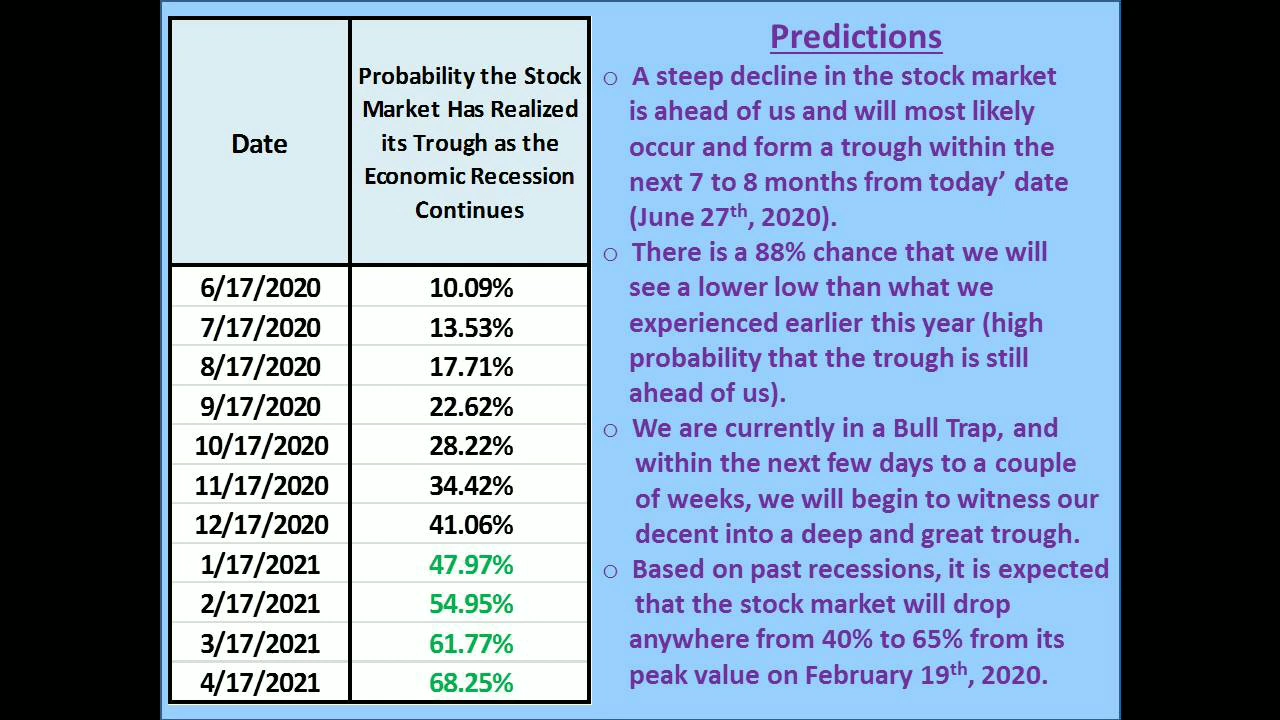 Date
Probability the Stock
Market Has Realized
its Trough as the
Economic Recession
Continues
6/17/2020 10.09%
7/17/2020 13.53%
8/17/2020 17.71%
9/17/2020 22.62%
10/17/2020 28.22%
11/17/2020 34.42%
12/17/2020 41.06%
1/17/2021 47.97%
2/17/2021 54.95%
3/17/2021 61.77%
4/17/2021 68.25%
Predictions
○ A steep decline in the stock market
is ahead of us and will most likely
occur and form a trough within the
next 7 to 8 months from today’ date
(June 27th, 2020).
○ There is a 88% chance that we will
see a lower low than what we
experienced earlier this year (high
probability that the trough is still
ahead of us).
○ We are currently in a Bull Trap, and
within the next few days to a couple
of weeks, we will begin to witness our
decent into a deep and great trough.
○ Based on past recessions, it is expected
that the stock market will drop
anywhere from 40% to 65% from its
peak value on February 19th, 2020.